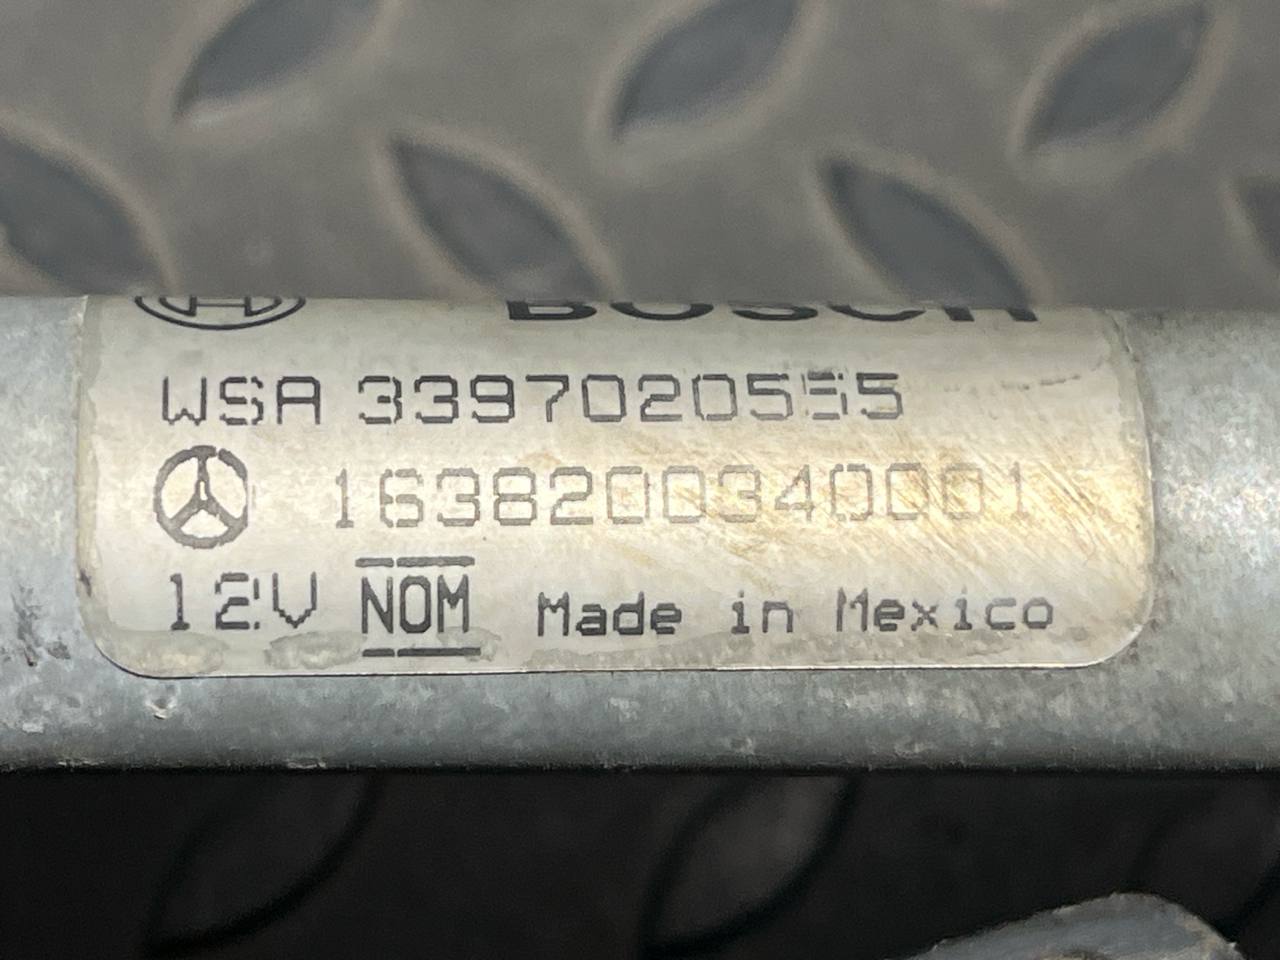 BOSCH
WSA 3397020555
1638200340001
12V NOM Made in Mexico